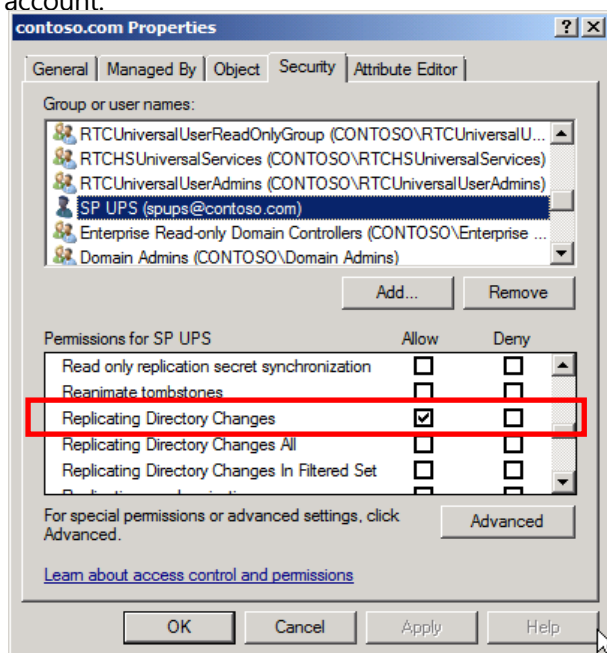 account.
contoso.com Properties
General Managed By Object Security Attribute Editor
Group or user names:
RTCUniversalUserReadOnlyGroup (CONTOSO\RTCUniversalU...
RTCHSUniversalServices (CONTOSO\RTCHSUniversalServices)
RTCUniversalUserAdmins (CONTOSO\RTCUniversalUserAdmins)
SP UPS (spups@contoso.com)
Enterprise Read-only Domain Controllers (CONTOSO\Enterprise ...
Domain Admins (CONTOSO\Domain Admins)
Add... Remove
Permissions for SP UPS Allow Deny
Read only replication secret synchronization
Reanimate tombstones
Replicating Directory Changes
Replicating Directory Changes All
Replicating Directory Changes In Filtered Set
For special permissions or advanced settings, click
Advanced.
Advanced
Learn about access control and permissions
OK Cancel Apply Help